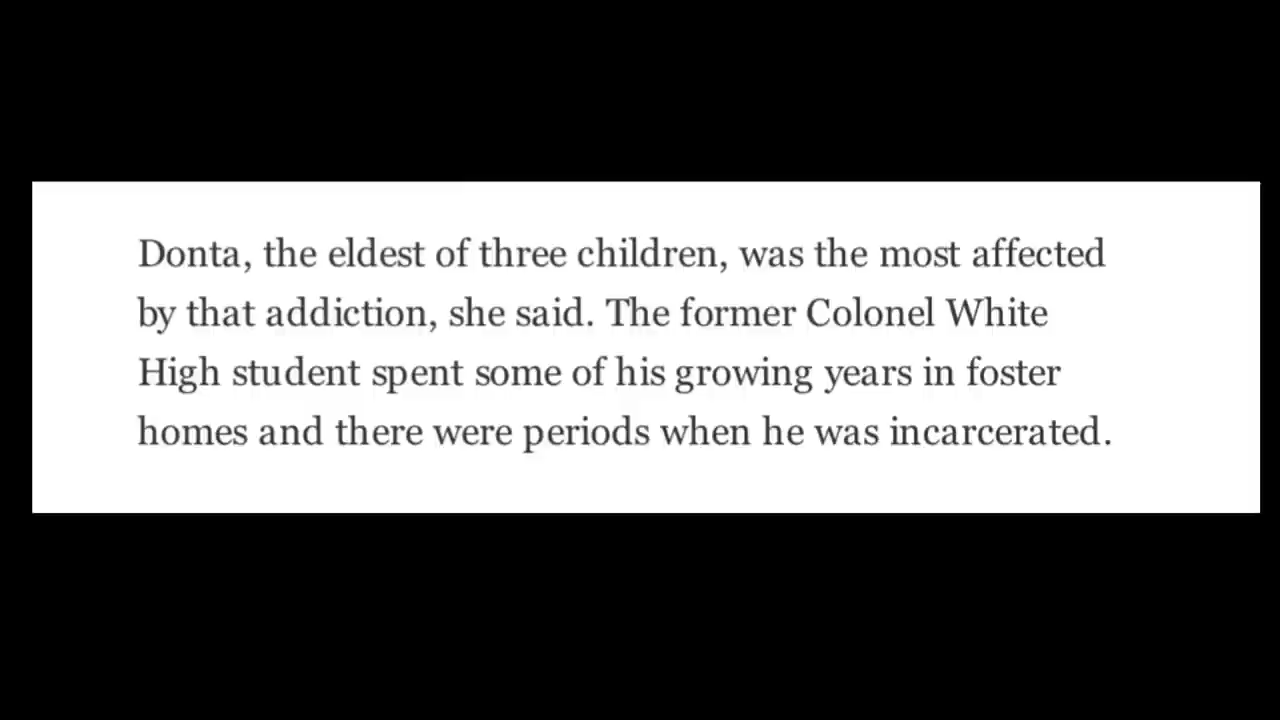 Donta, the eldest of three children, was the most affected
by that addiction, she said. The former Colonel White
High student spent some of his growing years in foster
homes and there were periods when he was incarcerated.